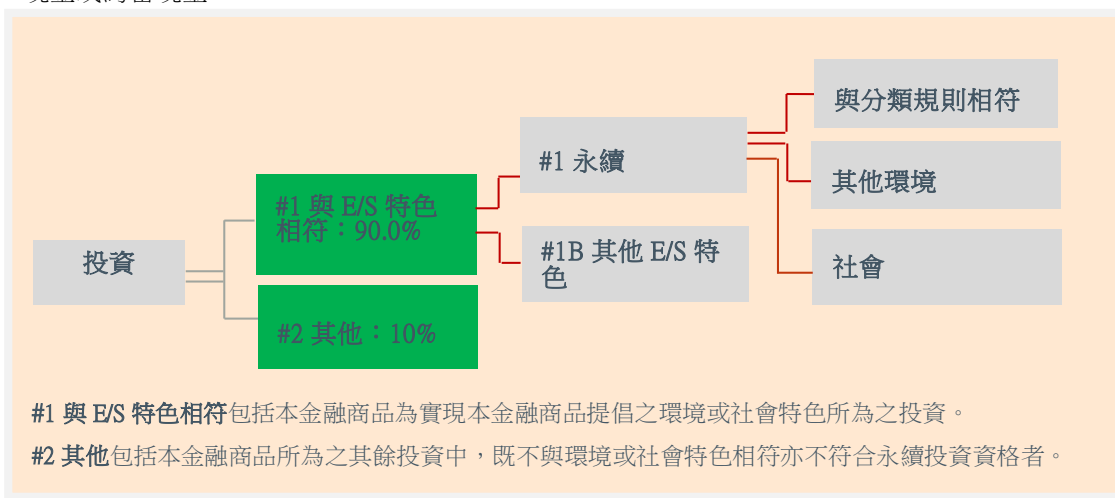 投資
#1 與 E/S 特色
相符：90.0%
#2 其他：10%
#1 永續
#1B 其他 E/S 特
色
與分類規則相符
其他環境
社會
#1 與 E/S 特色相符包括本金融商品為實現本金融商品提倡之環境或社會特色所為之投資。
#2 其他包括本金融商品所為之其餘投資中，既不與環境或社會特色相符亦不符合永續投資資格者。